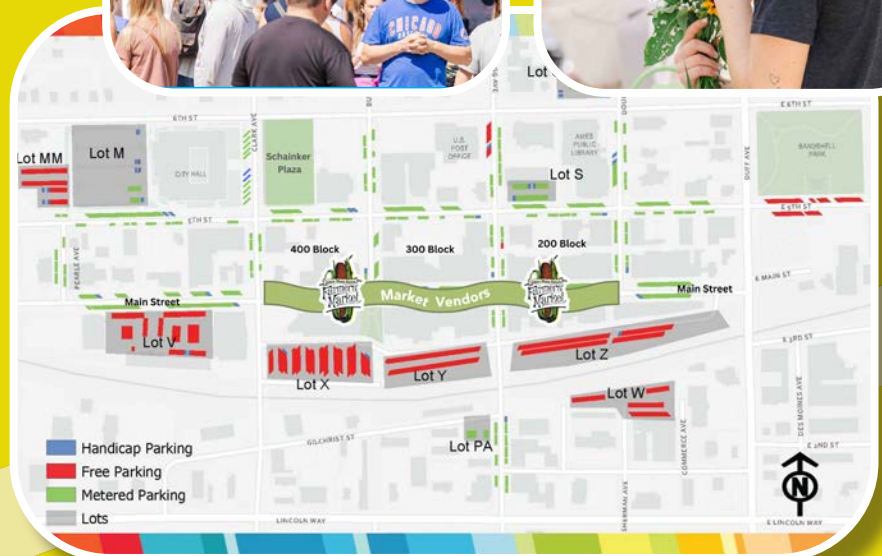 CHICAGO
Lot
6TH ST
E 6TH ST
CLARK AVE
DUFF AVE
Lot MM
Lot M
CITY HALL
Schainker
Plaza
U.S.
POST
OFFICE
AMES
PUBLIC
LIBRARY
Lot S
BANDSHELL
PARK
5TH ST
E 5TH ST
PEARLE AVE
400 Block
300 Block
200 Block
E MAIN ST
Main Street
Farmers'
Market
Market Vendors
Farmers'
Market
Main Street
Lot V
Lot X
Lot Y
Lot Z
Lot W
E 3RD ST
DES MOINES AVE
Handicap Parking
Free Parking
Metered Parking
Lots
GILCHRIST ST
Lot PA
COMMERCE AVE
E 2ND ST
SHERMAN AVE
N
LINCOLN WAY
E LINCOLN WAY